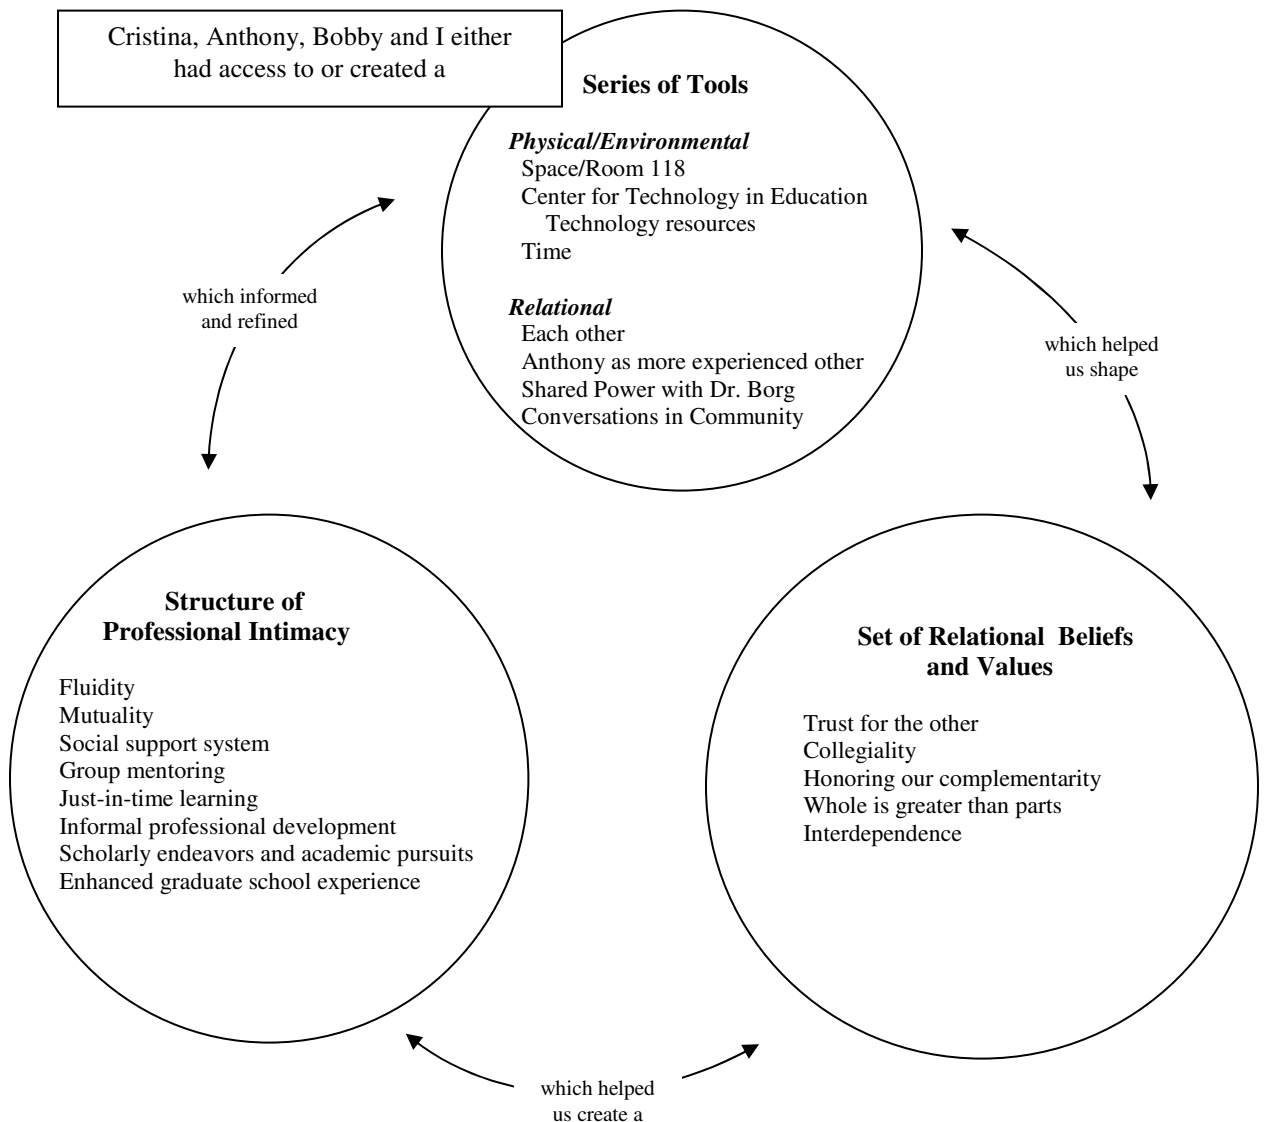 Cristina, Anthony, Bobby and I either
had access to or created a
Series of Tools
Physical/Environmental
Space/Room 118
Center for Technology in Education
Technology resources
Time
Relational
Each other
Anthony as more experienced other
Shared Power with Dr. Borg
Conversations in Community
which helped
us shape
Set of Relational Beliefs
and Values
Trust for the other
Collegiality
Honoring our complementarity
Whole is greater than parts
Interdependence
which helped
us create a
Structure of
Professional Intimacy
Fluidity
Mutuality
Social support system
Group mentoring
Just-in-time learning
Informal professional development
Scholarly endeavors and academic pursuits
Enhanced graduate school experience
which informed
and refined